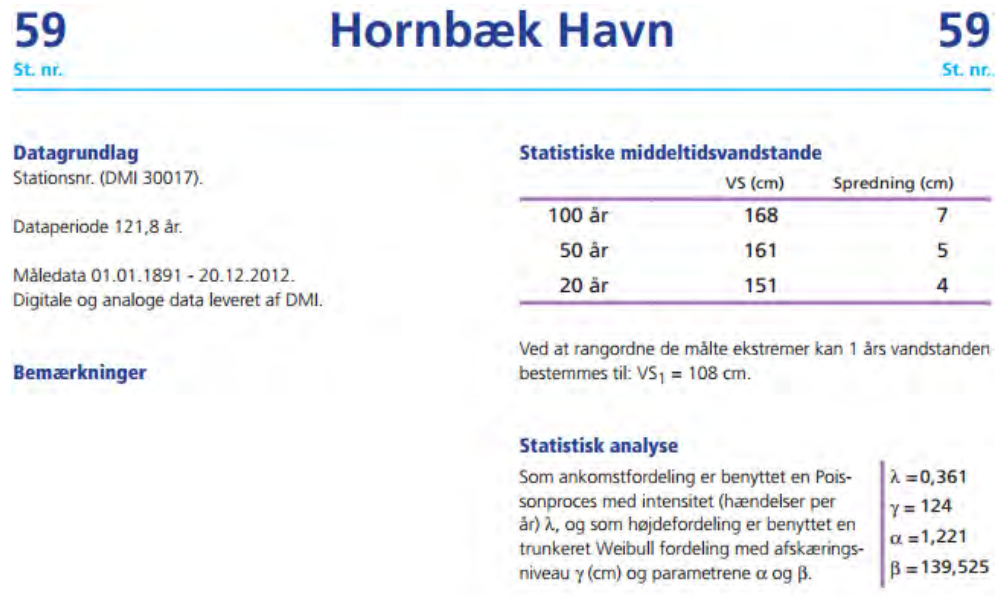 59 Hornbæk Havn 59
St. nr. St. nr.
Datagrundlag
Stationsnr. (DMI 30017).
Dataperiode 121,8 år.
Måledata 01.01.1891 - 20.12.2012.
Digitale og analoge data leveret af DMI.
Bemærkninger
Statistiske middeltidsvandstande
VS (cm) Spredning (cm)
100 år 168 7
50 år 161 5
20 år 151 4
Ved at rangordne de målte ekstremer kan 1 års vandstanden
bestemmes til: VS₁ = 108 cm.
Statistisk analyse
Som ankomstfordeling er benyttet en Pois-
sonproces med intensitet (hændelser per
år) λ, og som højdefordeling er benyttet en
trunkeret Weibull fordeling med afskærings-
niveau γ (cm) og parametrene α og β.
λ =0,361
γ = 124
α =1,221
β = 139,525